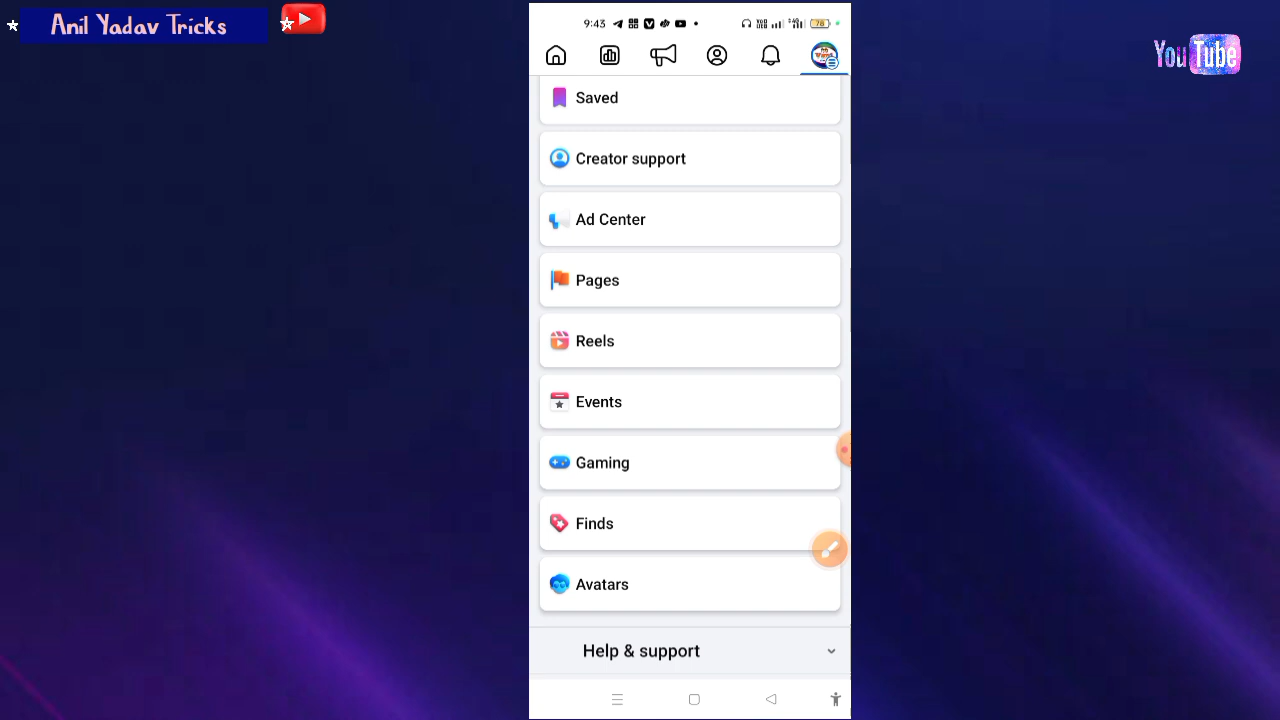 Anil Yadav Tricks
YouTube
9:43
78
Saved
Creator support
Ad Center
Pages
Reels
Events
Gaming
Finds
Avatars
Help & support